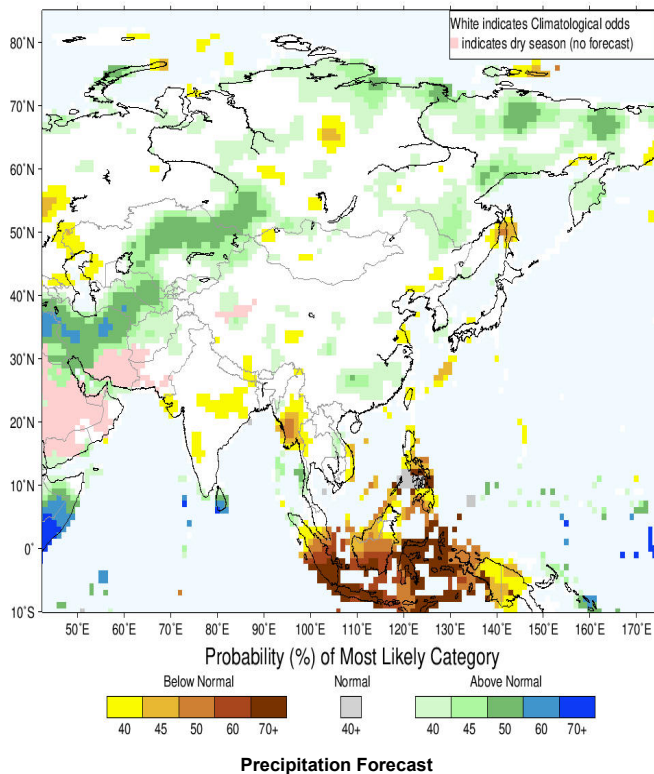 White indicates Climatological odds
indicates dry season (no forecast)
80°N
70°N
60°N
50°N
40°N
30°N
20°N
10°N
0°
10°S
50°E 60°E 70°E 80°E 90°E 100°E 110°E 120°E 130°E 140°E 150°E 160°E 170°E
Probability (%) of Most Likely Category
Below Normal Normal Above Normal
40 45 50 60 70+ 40+ 40 45 50 60 70+
Precipitation Forecast